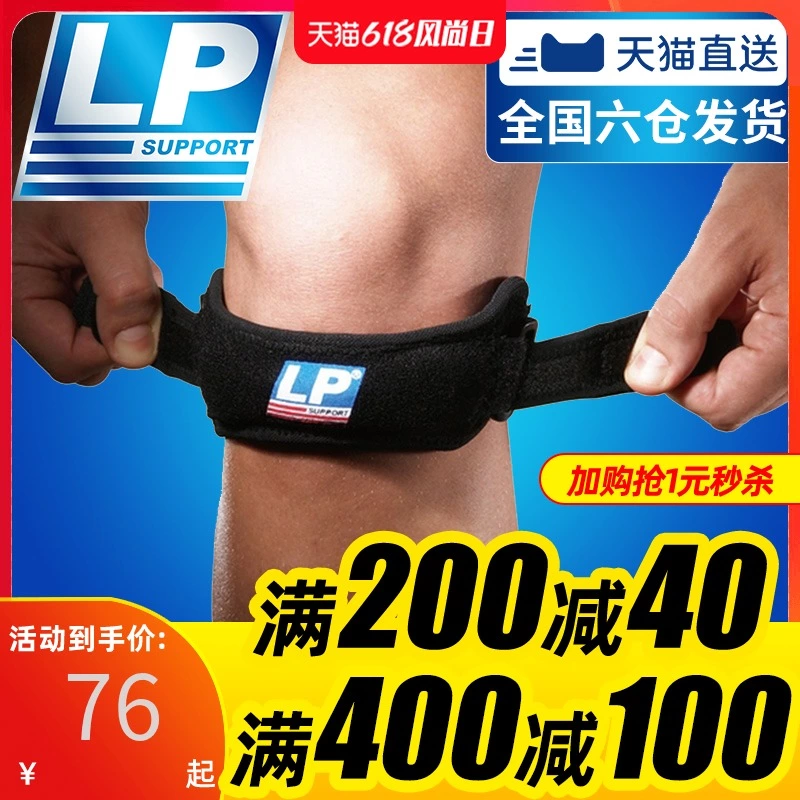 LP
SUPPORT
天猫618风尚日
天猫直送
全国六仓发货
LP®
SUPPORT
加购抢1元秒杀
满200减40
满400减100
活动到手价:
¥76起